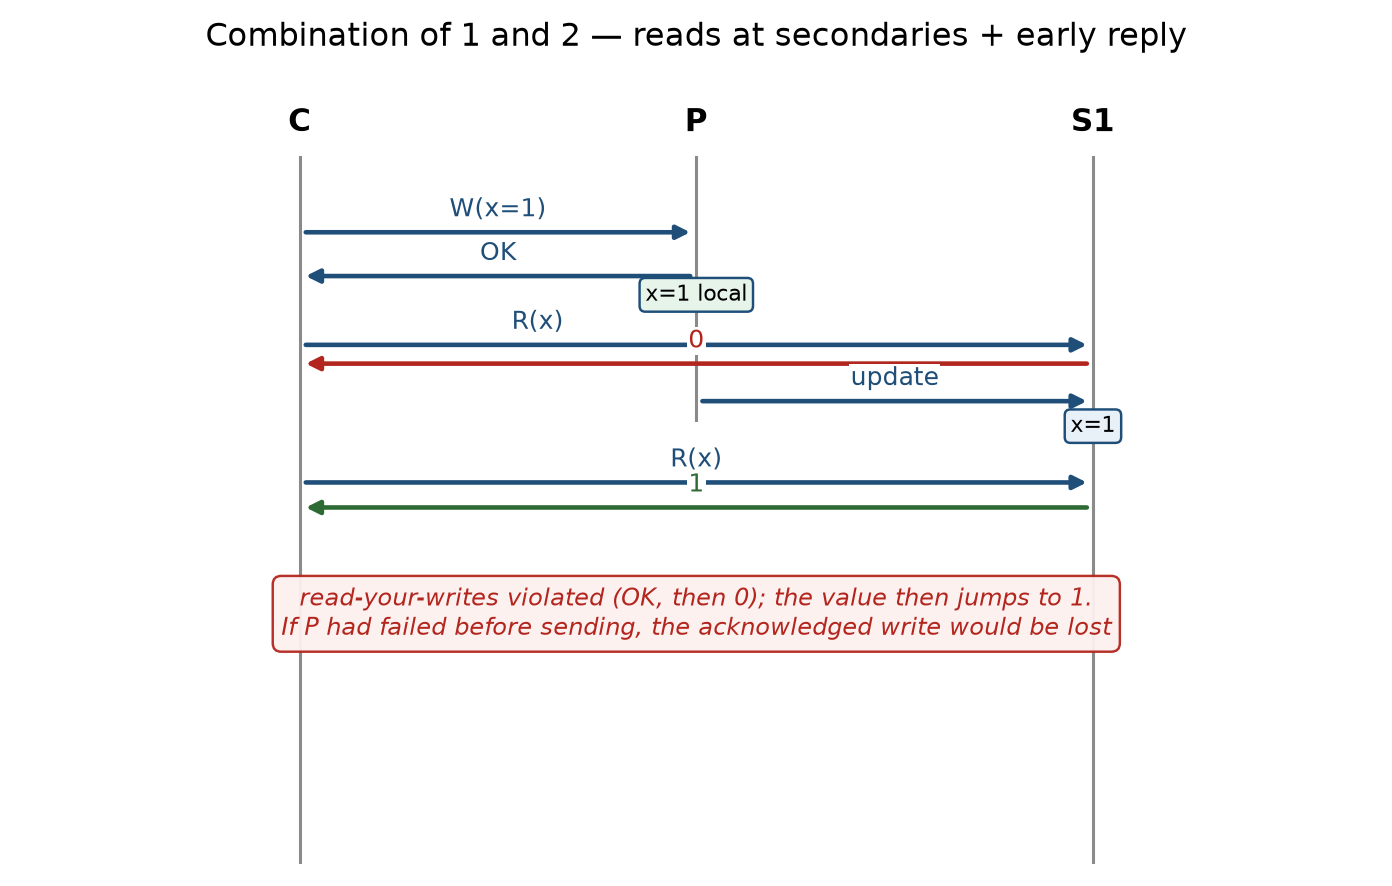 Combination of 1 and 2 — reads at secondaries + early reply
C P S1
W(x=1)
OK
x=1 local
R(x)
0
update
x=1
R(x)
1
read-your-writes violated (OK, then 0); the value then jumps to 1.
If P had failed before sending, the acknowledged write would be lost